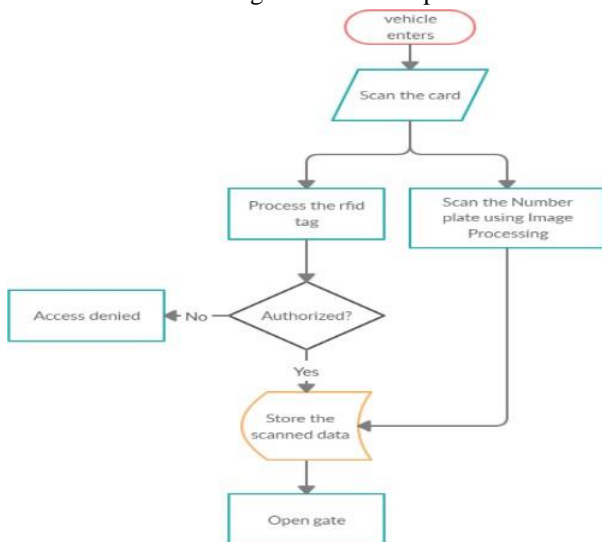 vehicle
enters
Scan the card
Process the rfid
tag
Scan the Number
plate using Image
Processing
Access denied
No
Authorized?
Yes
Store the
scanned data
Open gate